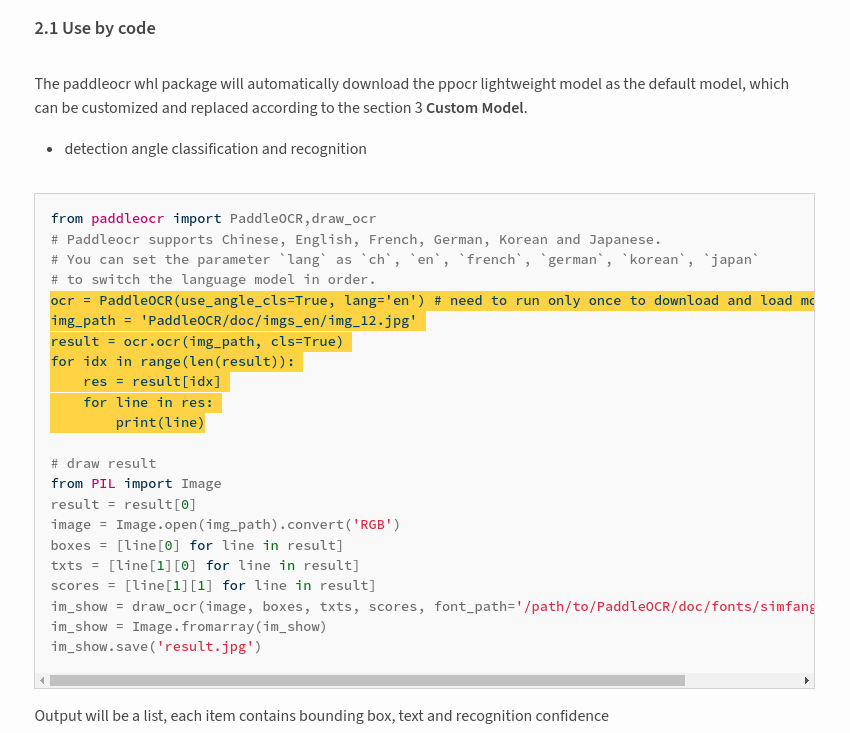 2.1 Use by code
The paddleocr whl package will automatically download the ppocr lightweight model as the default model, which
can be customized and replaced according to the section 3 Custom Model.
• detection angle classification and recognition
from paddleocr import PaddleOCR,draw_ocr
# Paddleocr supports Chinese, English, French, German, Korean and Japanese.
# You can set the parameter `lang` as `ch`, `en`, `french`, `german`, `korean`, `japan`
# to switch the language model in order.
ocr = PaddleOCR(use_angle_cls=True, lang='en') # need to run only once to download and load mo
img_path = 'PaddleOCR/doc/imgs_en/img_12.jpg'
result = ocr.ocr(img_path, cls=True)
for idx in range(len(result)):
    res = result[idx]
    for line in res:
        print(line)
# draw result
from PIL import Image
result = result[0]
image = Image.open(img_path).convert('RGB')
boxes = [line[0] for line in result]
txts = [line[1][0] for line in result]
scores = [line[1][1] for line in result]
im_show = draw_ocr(image, boxes, txts, scores, font_path='/path/to/PaddleOCR/doc/fonts/simfang
im_show = Image.fromarray(im_show)
im_show.save('result.jpg')
Output will be a list, each item contains bounding box, text and recognition confidence